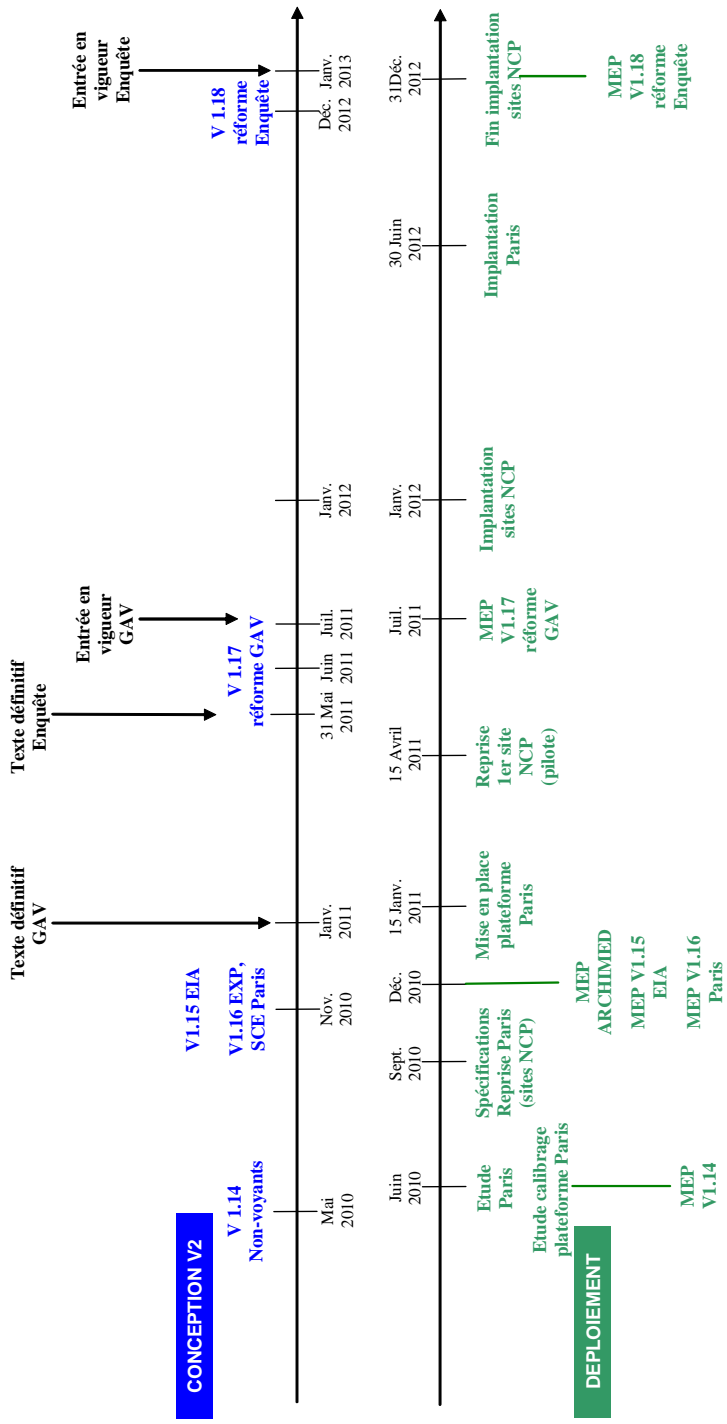 CONCEPTION V2
V 1.14
Non-voyants
V1.15 EIA
V1.16 EXP,
SCE Paris
Texte définitif
GAV
Texte définitif
Enquête
V 1.17
réforme GAV
Entrée en
vigueur
GAV
V 1.18
réforme
Enquête
Entrée en
vigueur
Enquête
Mai
2010
Nov.
2010
Janv.
2011
31 Mai
2011
Juin
2011
Juil.
2011
Janv.
2012
Déc.
2012
Janv.
2013
DEPLOIEMENT
Juin
2010
Sept.
2010
Déc.
2010
15 Janv.
2011
15 Avril
2011
Juil.
2011
Janv.
2012
30 Juin
2012
31Déc.
2012
Etude
Paris
Etude calibrage
plateforme Paris
MEP
V1.14
Spécifications
Reprise Paris
(sites NCP)
MEP
ARCHIMED
MEP V1.15
EIA
MEP V1.16
Paris
Mise en place
plateforme
Paris
Reprise
1er site
NCP
(pilote)
MEP
V1.17
réforme
GAV
Implantation
sites NCP
Implantation
Paris
Fin implantation
sites NCP
MEP
V1.18
réforme
Enquête